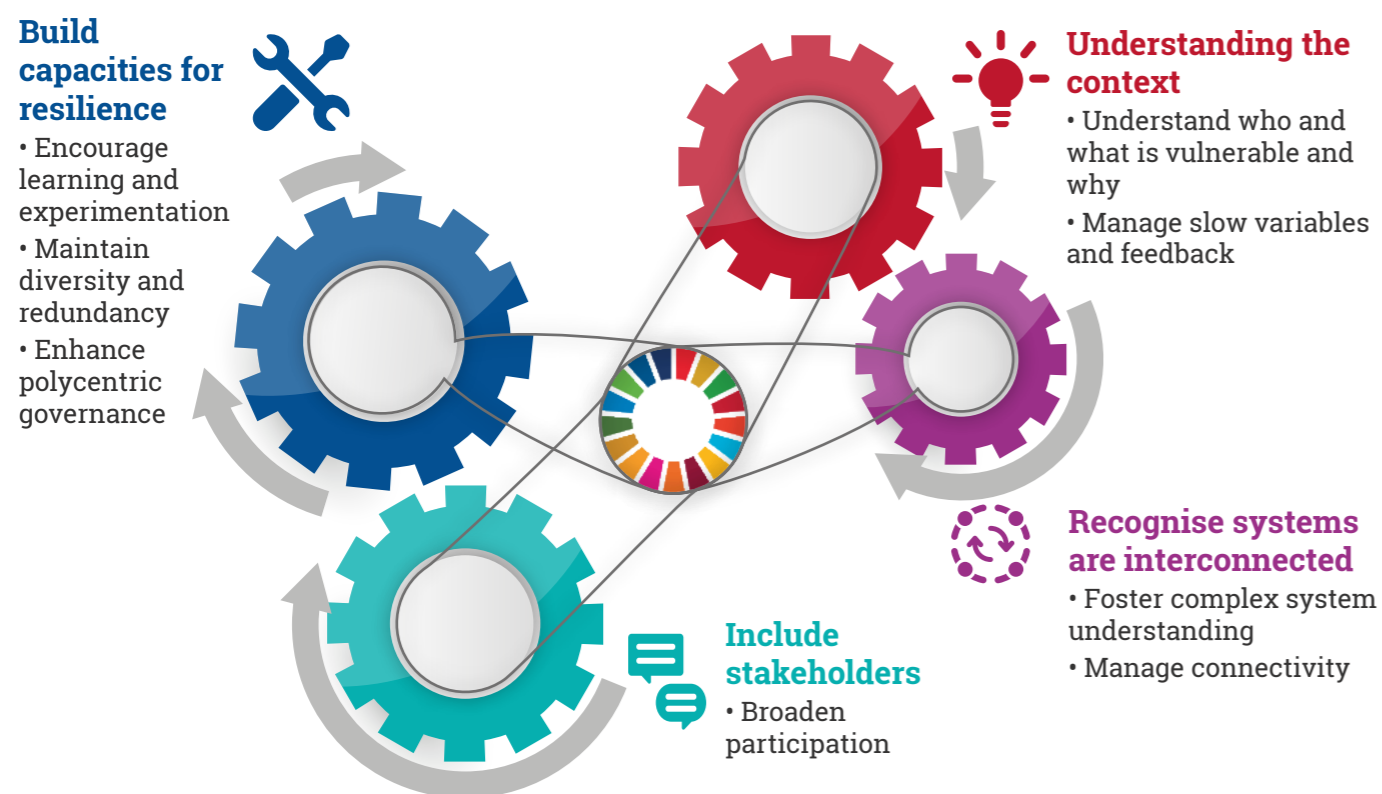 Build
capacities for
resilience
• Encourage
learning and
experimentation
• Maintain
diversity and
redundancy
• Enhance
polycentric
governance
Understanding the
context
• Understand who and
what is vulnerable and
why
• Manage slow variables
and feedback
Recognise systems
are interconnected
• Foster complex system
understanding
• Manage connectivity
Include
stakeholders
• Broaden
participation